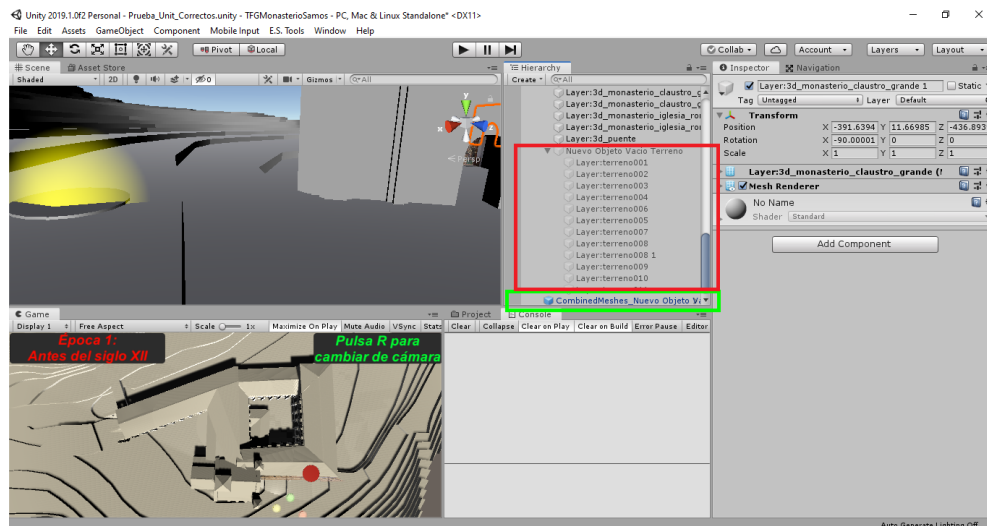 Unity 2019.1.0f2 Personal - Prueba_Unit_Correctos.unity - TFGMonasterioSamos - PC, Mac & Linux Standalone* <DX11>
File Edit Assets GameObject Component Mobile Input E.S. Tools Window Help
Pivot Local
Collab Account Layers Layout
Scene Asset Store
Shaded 2D 0 Gizmos All
y
x
z
Persp
Hierarchy
Create All
Layer:3d_monasterio_claustro_g
Layer:3d_monasterio_claustro_g
Layer:3d_monasterio_iglesia_ror
Layer:3d_monasterio_iglesia_ror
Layer:3d_puente
Nuevo Objeto Vacio Terreno
Layer:terreno001
Layer:terreno002
Layer:terreno003
Layer:terreno004
Layer:terreno006
Layer:terreno005
Layer:terreno007
Layer:terreno008
Layer:terreno008 1
Layer:terreno009
Layer:terreno010
CombinedMeshes_Nuevo Objeto Va
Inspector Navigation
Layer:3d_monasterio_claustro_grande 1 Static
Tag Untagged Layer Default
Transform
Position X -391.6394 Y 11.66985 Z -436.893
Rotation X -90.00001 Y 0 Z 0
Scale X 1 Y 1 Z 1
Layer:3d_monasterio_claustro_grande (
Mesh Renderer
No Name
Shader Standard
Add Component
Game
Display 1 Free Aspect Scale 1x Maximize On Play Mute Audio VSync Stats
Época 1:
Antes del siglo XII
Pulsa R para
cambiar de cámara
Project Console
Clear Collapse Clear on Play Clear on Build Error Pause Editor
Auto Generate Lighting Off